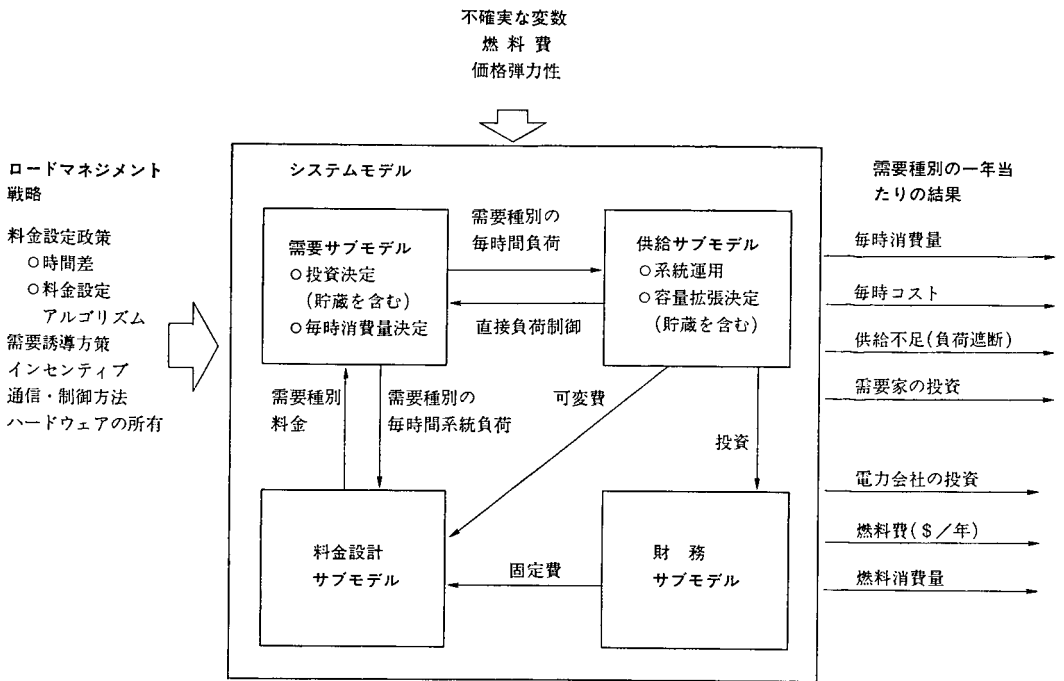 不確実な変数
燃料費
価格弾力性
ロードマネジメント
戦略
料金設定政策
○時間差
○料金設定
アルゴリズム
需要誘導方策
インセンティブ
通信・制御方法
ハードウェアの所有
システムモデル
需要サブモデル
○投資決定
(貯蔵を含む)
○毎時消費量決定
需要種別の
毎時間負荷
直接負荷制御
供給サブモデル
○系統運用
○容量拡張決定
(貯蔵を含む)
需要種別
料金
需要種別の
毎時間系統負荷
可変費
投資
料金設計
サブモデル
固定費
財務
サブモデル
需要種別の一年当
たりの結果
毎時消費量
毎時コスト
供給不足(負荷遮断)
需要家の投資
電力会社の投資
燃料費($/年)
燃料消費量